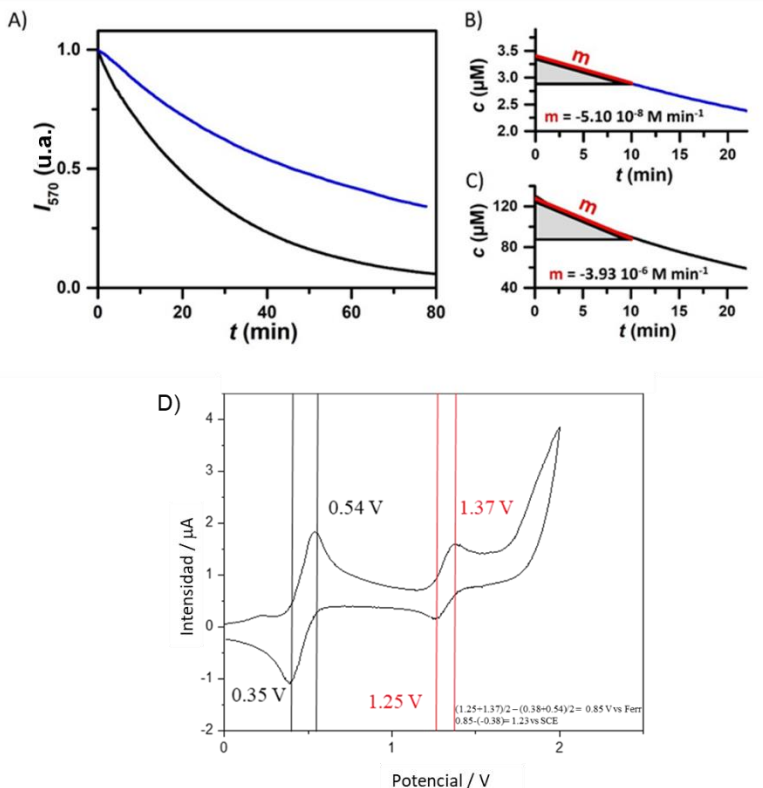 A)
1.0
0.5
0.0
I570 (u.a.)
0
20
40
60
80
t (min)
B)
3.5
3.0
2.5
2.0
c (µM)
m
m = -5.10 10-8 M min-1
0
5
10
15
20
t (min)
C)
120
80
40
c (µM)
m
m = -3.93 10-6 M min-1
0
5
10
15
20
t (min)
D)
4
3
2
1
0
-1
-2
Intensidad / µA
0.54 V
1.37 V
0.35 V
1.25 V
(1.25+1.37)/2 – (0.38+0.54)/2 = 0.85 V vs Ferr
0.85-(-0.38)= 1.23 vs SCE
0
1
2
Potencial / V